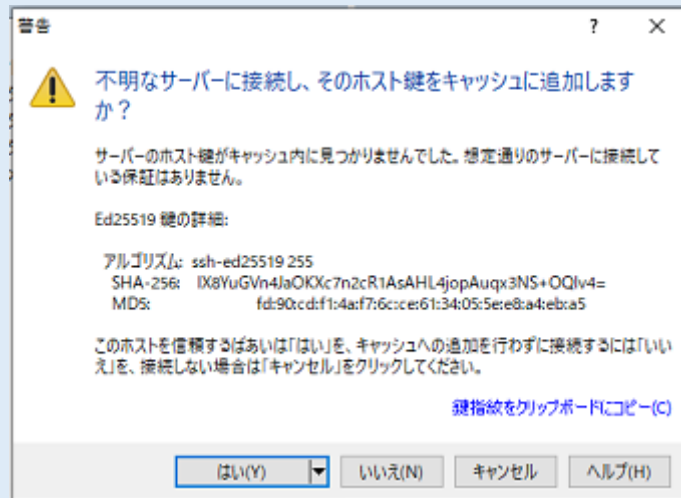 警告
不明なサーバーに接続し、そのホスト鍵をキャッシュに追加します
か？
サーバーのホスト鍵がキャッシュ内に見つかりませんでした。想定通りのサーバーに接続して
いる保証はありません。
Ed25519 鍵の詳細:
アルゴリズム: ssh-ed25519 255
SHA-256: lX8YuGVn4JaOKXc7n2cR1AsAHL4jopAuqx3NS+OQlv4=
MD5: fd:90:cd:f1:4a:f7:6c:ce:61:34:05:5e:e8:a4:eb:a5
このホストを信頼するばあいは「はい」を、キャッシュへの追加を行わずに接続するには「いい
え」を、接続しない場合は「キャンセル」をクリックしてください。
鍵指紋をクリップボードにコピー(C)
はい(Y) いいえ(N) キャンセル ヘルプ(H)